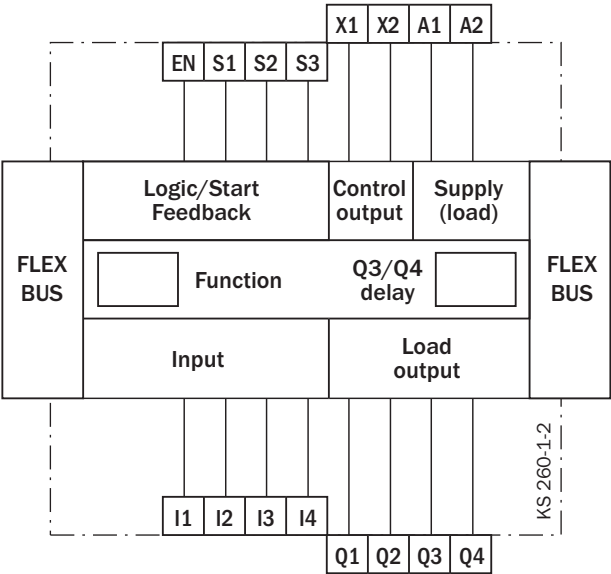 X1 X2 A1 A2
EN S1 S2 S3
Logic/Start
Feedback
Control
output
Supply
(load)
FLEX
BUS
Function
Q3/Q4
delay
FLEX
BUS
Input
Load
output
KS 260-1-2
I1 I2 I3 I4
Q1 Q2 Q3 Q4